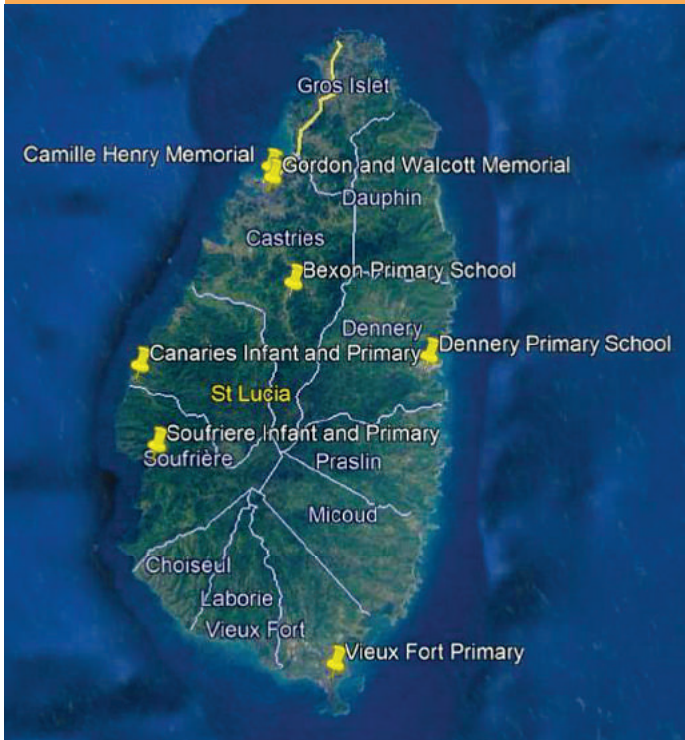 Gros Islet
Camille Henry Memorial
Gordon and Walcott Memorial
Dauphin
Castries
Bexon Primary School
Dennery
Dennery Primary School
Canaries Infant and Primary
St Lucia
Soufriere Infant and Primary
Soufrière
Praslin
Micoud
Choiseul
Laborie
Vieux Fort
Vieux Fort Primary